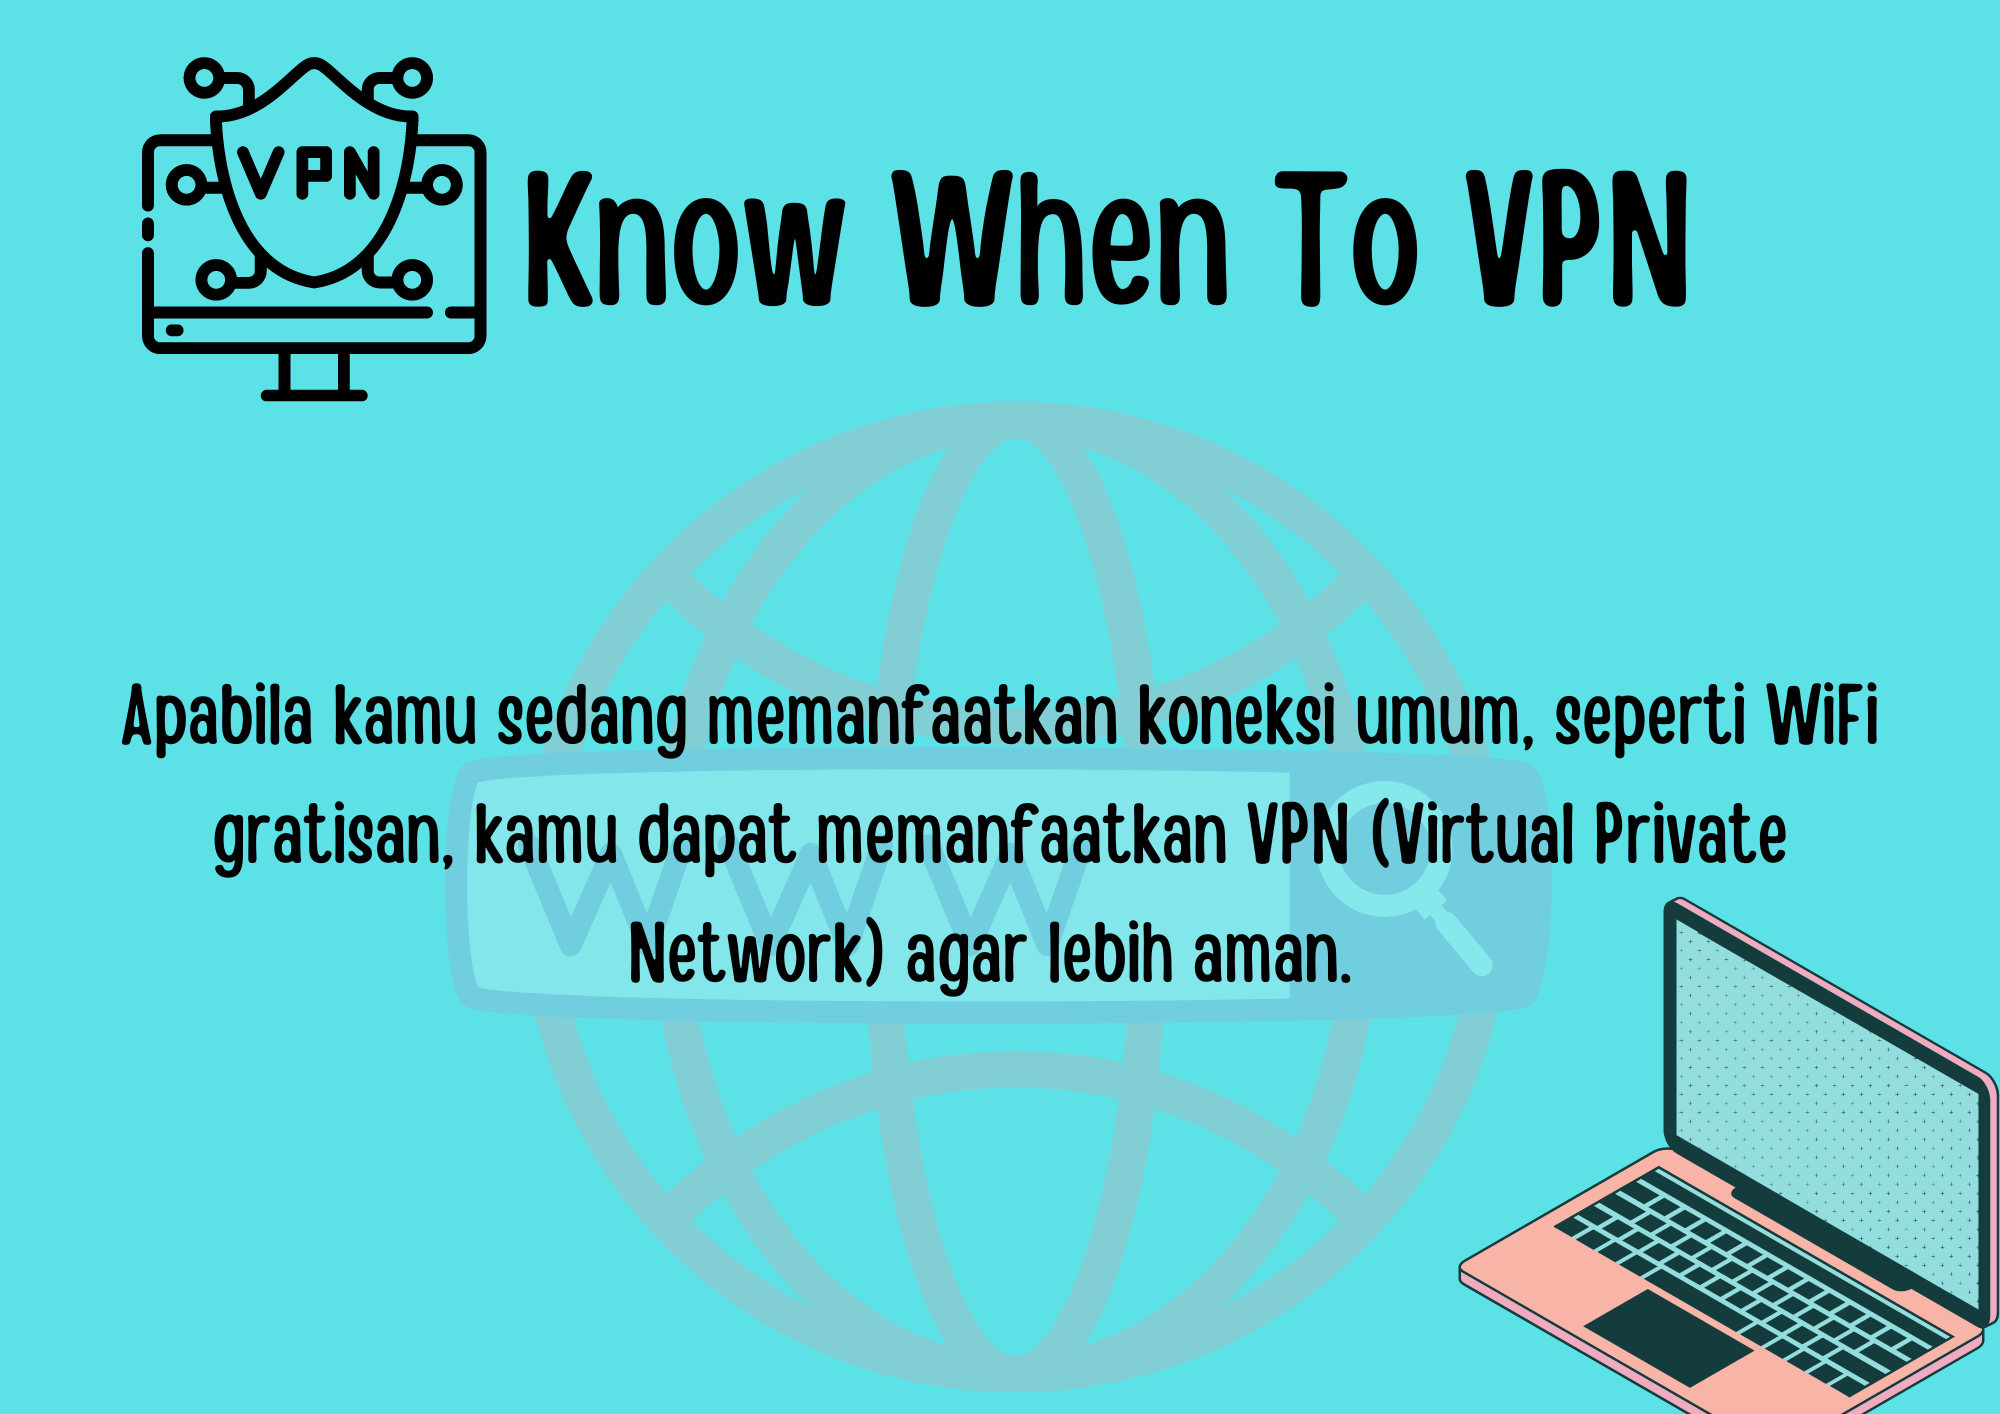 VPN
Know When To VPN
Apabila kamu sedang memanfaatkan koneksi umum, seperti WiFi
gratisan, kamu dapat memanfaatkan VPN (Virtual Private
Network) agar lebih aman.
WWW